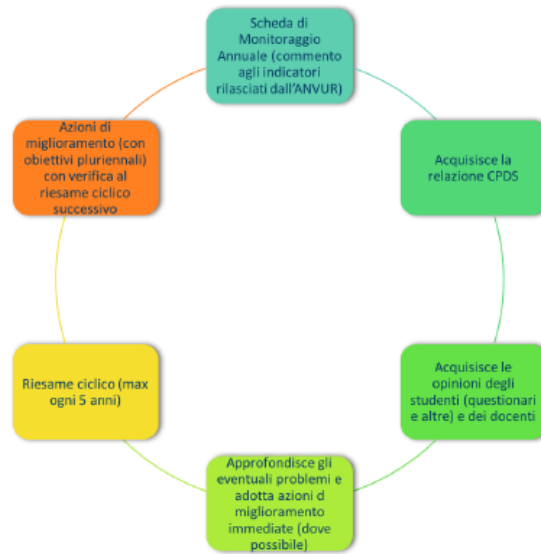 Scheda di
Monitoraggio
Annuale (commento
agli indicatori
rilasciati dall'ANVUR)
Acquisisce la
relazione CPDS
Acquisisce le
opinioni degli
studenti (questionari
e altre) e dei docenti
Approfondisce gli
eventuali problemi e
adotta azioni d
miglioramento
immediate (dove
possibile)
Riesame ciclico (max
ogni 5 anni)
Azioni di
miglioramento (con
obiettivi pluriennali)
con verifica al
riesame ciclico
successivo